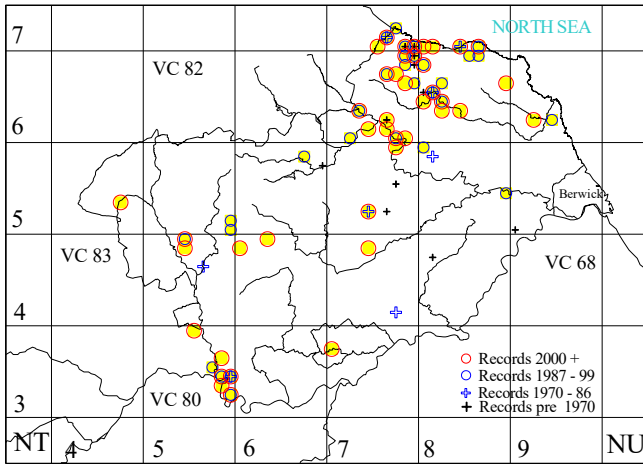 7
NORTH SEA
VC 82
6
Berwick
5
VC 83
VC 68
4
Records 2000 +
Records 1987 - 99
Records 1970 - 86
VC 80
Records pre 1970
3
NT 4 5 6 7 8 9 NU